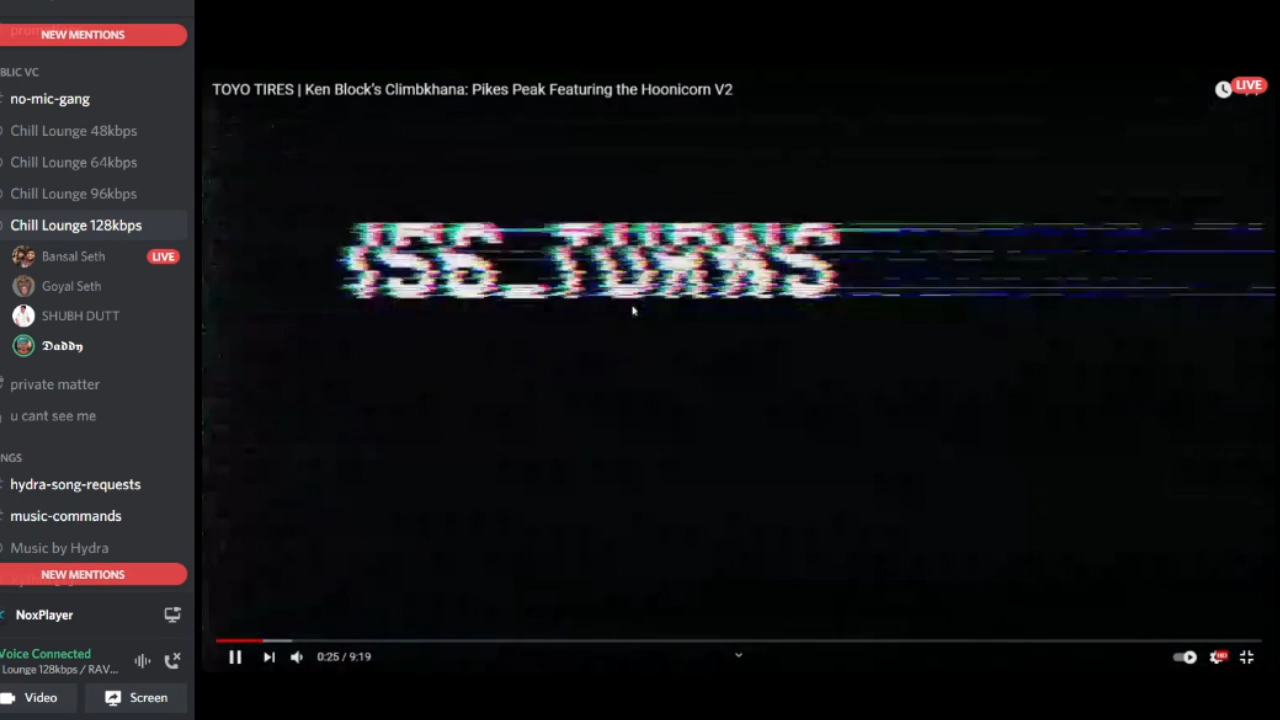 NEW MENTIONS
BLIC VC
no-mic-gang
Chill Lounge 48kbps
Chill Lounge 64kbps
Chill Lounge 96kbps
Chill Lounge 128kbps
Bansal Seth LIVE
Goyal Seth
SHUBH DUTT
𝕯𝖆𝖉𝖉𝖞
private matter
u cant see me
NGS
hydra-song-requests
music-commands
Music by Hydra
NEW MENTIONS
NoxPlayer
Voice Connected
Lounge 128kbps / RAV...
Video
Screen
TOYO TIRES | Ken Block's Climbkhana: Pikes Peak Featuring the Hoonicorn V2
LIVE
156_TURNS
0:25 / 9:19
HD